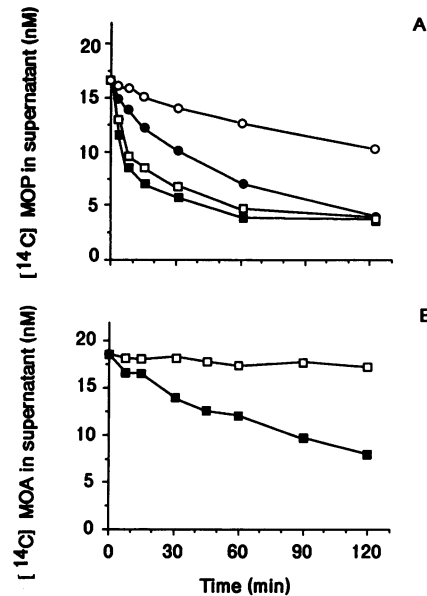 A
20
15
10
5
0
[14C] MOP in supernatant (nM)
B
20
15
10
5
0
[14C] MOA in supernatant (nM)
0 30 60 90 120
Time (min)